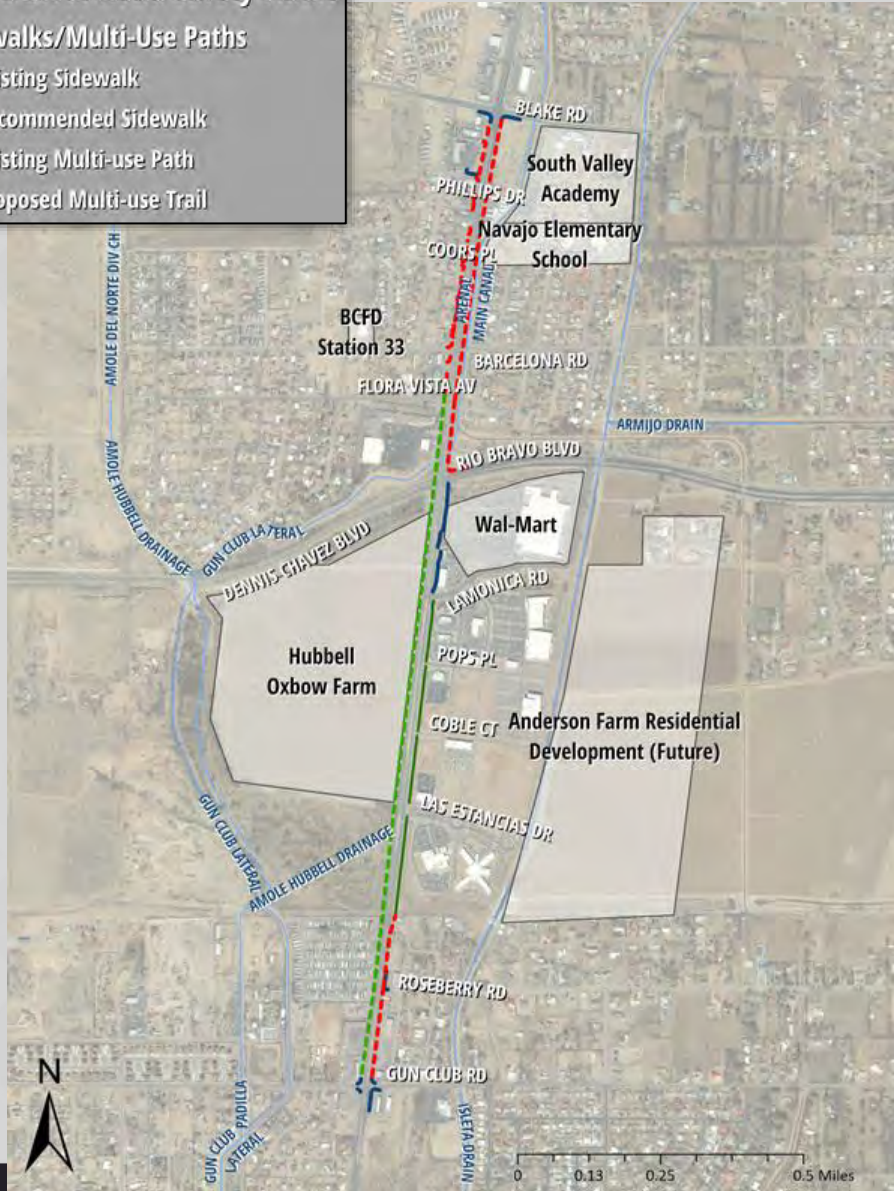 walks/Multi-Use Paths
isting Sidewalk
commended Sidewalk
isting Multi-use Path
oposed Multi-use Trail
BLAKE RD
South Valley
Academy
PHILLIPS DR
Navajo Elementary
School
COORS PL
ARENAL
MAIN CANAL
AMOLE DEL NORTE DIV CH
BCFD
Station 33
BARCELONA RD
FLORA VISTA AV
ARMIJO DRAIN
RIO BRAVO BLVD
AMOLE HUBBELL DRAINAGE
GUN CLUB LATERAL
DENNIS CHAVEZ BLVD
Wal-Mart
LAMONICA RD
Hubbell
Oxbow Farm
POPS PL
COBLE CT
Anderson Farm Residential
Development (Future)
LAS ESTANCIAS DR
GUN CLUB LATERAL
AMOLE HUBBELL DRAINAGE
ROSEBERRY RD
N
GUN CLUB RD
PADILLA
GUN CLUB
LATERAL
ISLETA DRAIN
0 0.13 0.25 0.5 Miles